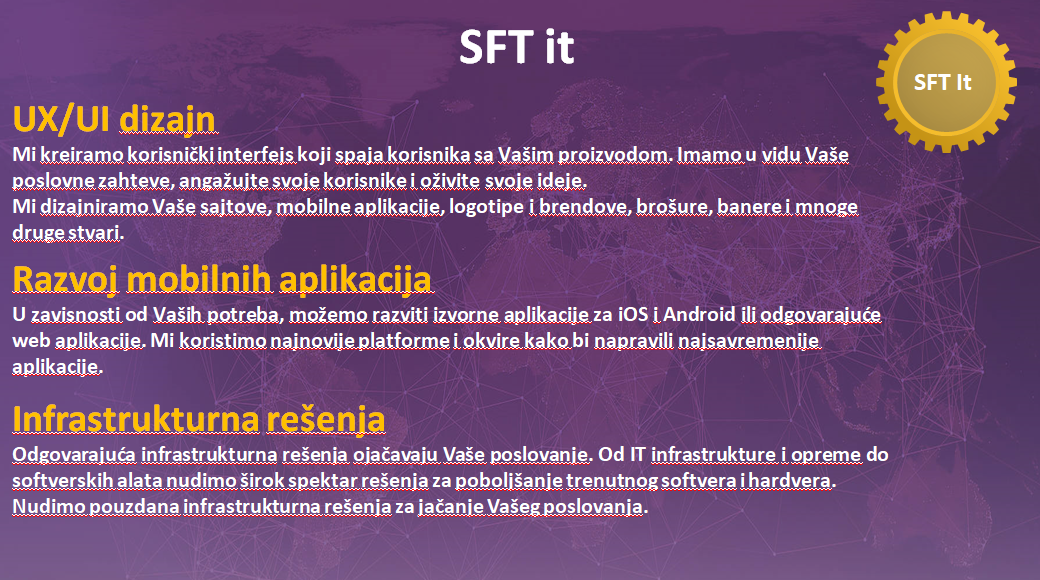 SFT it
SFT It
UX/UI dizajn
Mi kreiramo korisnički interfejs koji spaja korisnika sa Vašim proizvodom. Imamo u vidu Vaše
poslovne zahteve, angažujte svoje korisnike i oživite svoje ideje.
Mi dizajniramo Vaše sajtove, mobilne aplikacije, logotipe i brendove, brošure, banere i mnoge
druge stvari.
Razvoj mobilnih aplikacija
U zavisnosti od Vaših potreba, možemo razviti izvorne aplikacije za iOS i Android ili odgovarajuće
web aplikacije. Mi koristimo najnovije platforme i okvire kako bi napravili najsavremenije
aplikacije.
Infrastrukturna rešenja
Odgovarajuća infrastrukturna rešenja ojačavaju Vaše poslovanje. Od IT infrastrukture i opreme do
softverskih alata nudimo širok spektar rešenja za poboljšanje trenutnog softvera i hardvera.
Nudimo pouzdana infrastrukturna rešenja za jačanje Vašeg poslovanja.